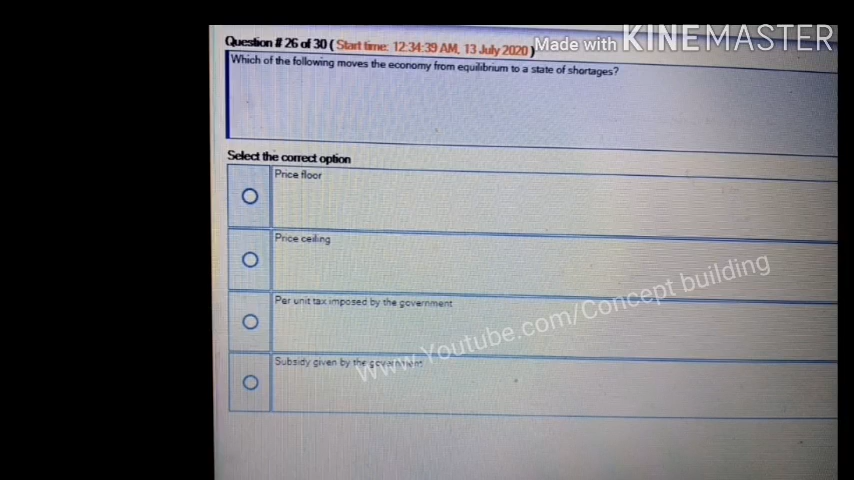 Question # 26 of 30 ( Start time: 12:34:39 AM, 13 July 2020 )
Made with KINEMASTER
Which of the following moves the economy from equilibrium to a state of shortages?
Select the correct option
Price floor
Price ceiling
Per unit tax imposed by the government
Subsidy given by the government
www.Youtube.com/Concept building